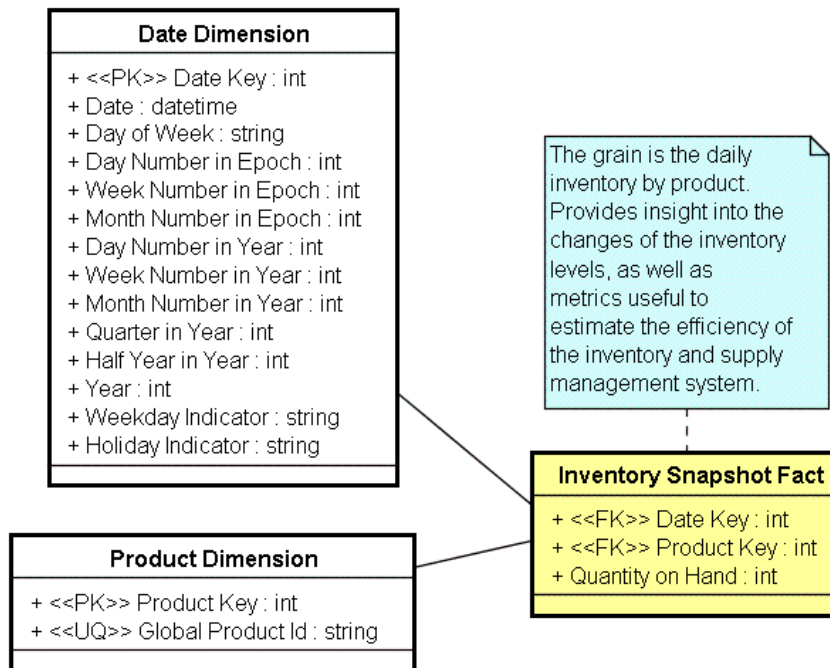 Date Dimension
+ <<PK>> Date Key : int
+ Date : datetime
+ Day of Week : string
+ Day Number in Epoch : int
+ Week Number in Epoch : int
+ Month Number in Epoch : int
+ Day Number in Year : int
+ Week Number in Year : int
+ Month Number in Year : int
+ Quarter in Year : int
+ Half Year in Year : int
+ Year : int
+ Weekday Indicator : string
+ Holiday Indicator : string
The grain is the daily
inventory by product.
Provides insight into the
changes of the inventory
levels, as well as
metrics useful to
estimate the efficiency of
the inventory and supply
management system.
Inventory Snapshot Fact
+ <<FK>> Date Key : int
+ <<FK>> Product Key : int
+ Quantity on Hand : int
Product Dimension
+ <<PK>> Product Key : int
+ <<UQ>> Global Product Id : string